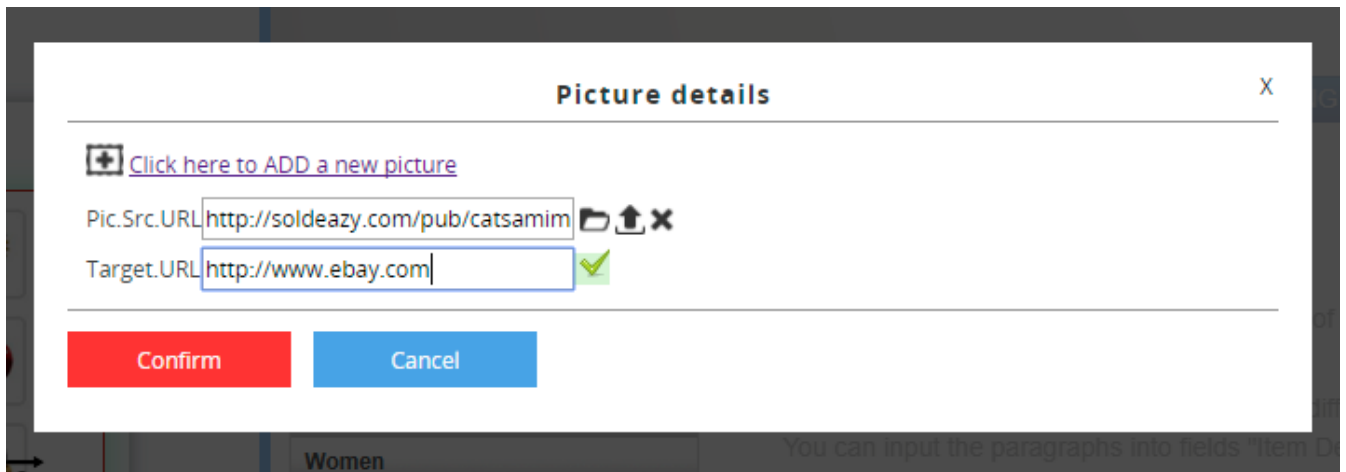 Picture details
X
Click here to ADD a new picture
Pic.Src.URL http://soldeazy.com/pub/catsamim
Target.URL http://www.ebay.com
Confirm
Cancel
of
You can input the paragraphs into fields "Item De
Women